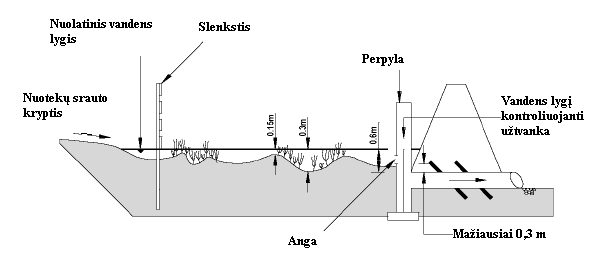 Nuolatinis vandens
lygis
Slenkstis
Perpyla
Nuotekų srauto
kryptis
Vandens lygį
kontroliuojanti
užtvanka
0.15m
0.3m
0.6m
Anga
Mažiausiai 0,3 m